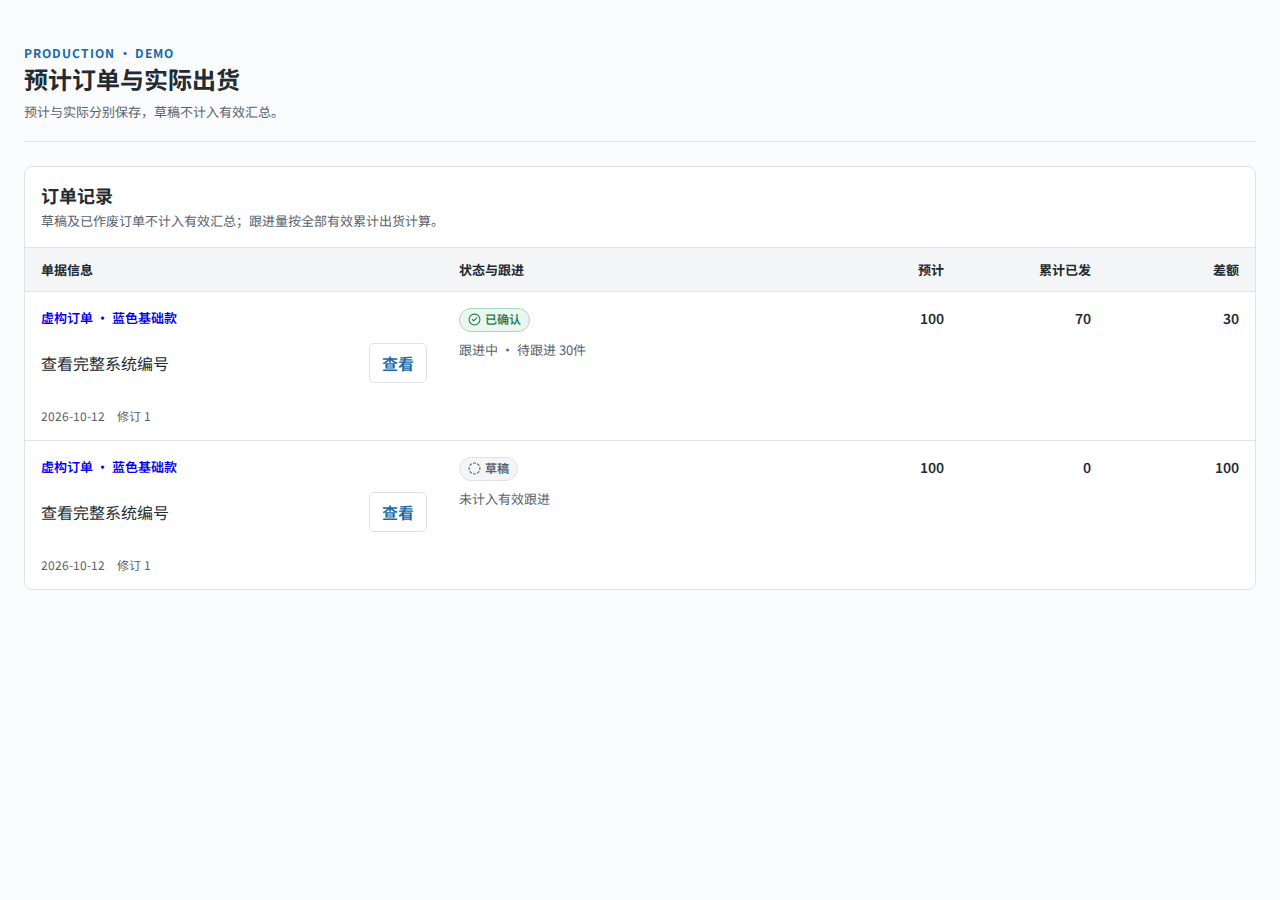 PRODUCTION · DEMO
预计订单与实际出货
预计与实际分别保存，草稿不计入有效汇总。
订单记录
草稿及已作废订单不计入有效汇总；跟进量按全部有效累计出货计算。
单据信息 状态与跟进 预计 累计已发 差额
虚构订单 · 蓝色基础款 已确认 100 70 30
跟进中 · 待跟进 30件
查看完整系统编号 查看
2026-10-12 修订 1
虚构订单 · 蓝色基础款 草稿 100 0 100
未计入有效跟进
查看完整系统编号 查看
2026-10-12 修订 1